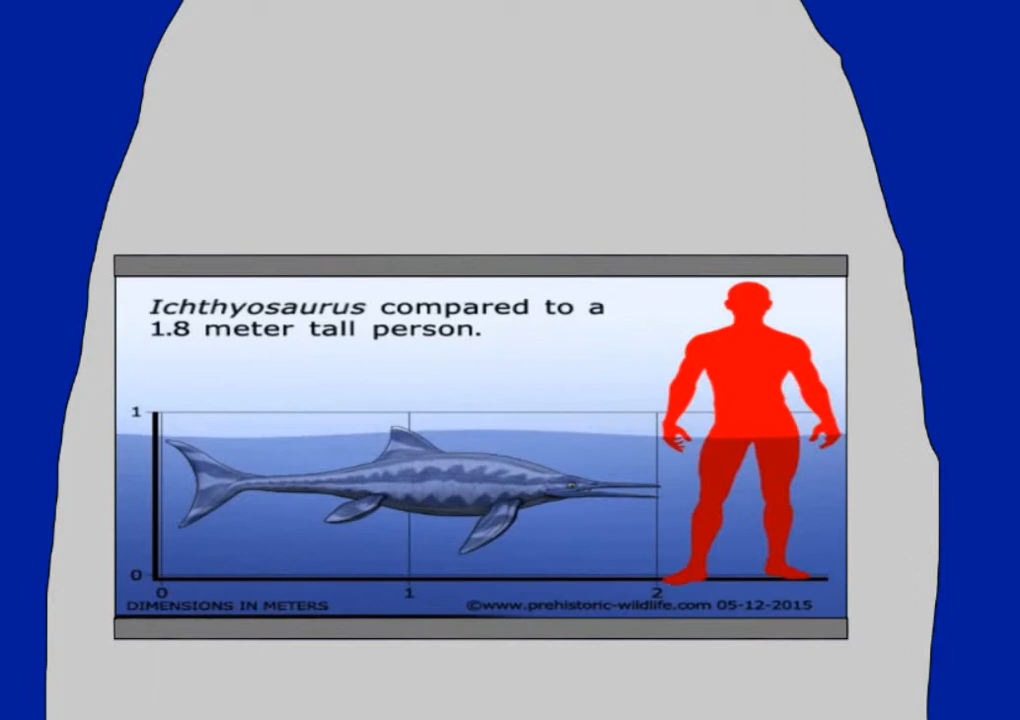 Ichthyosaurus compared to a
1.8 meter tall person.
1
0
0 1 2
DIMENSIONS IN METERS ©www.prehistoric-wildlife.com 05-12-2015